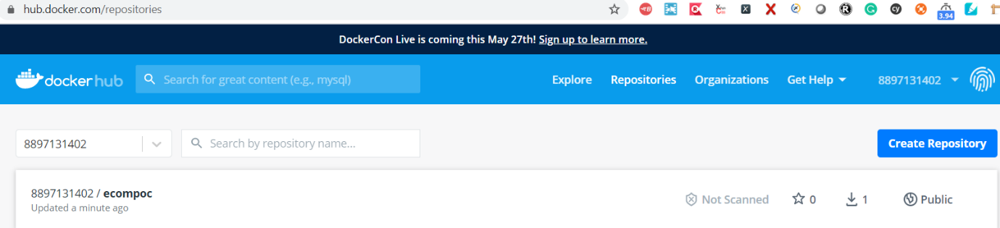 hub.docker.com/repositories
3.94
DockerCon Live is coming this May 27th! Sign up to learn more.
docker hub Search for great content (e.g., mysql) Explore Repositories Organizations Get Help 8897131402
8897131402 Search by repository name... Create Repository
8897131402 / ecompoc Not Scanned 0 1 Public
Updated a minute ago